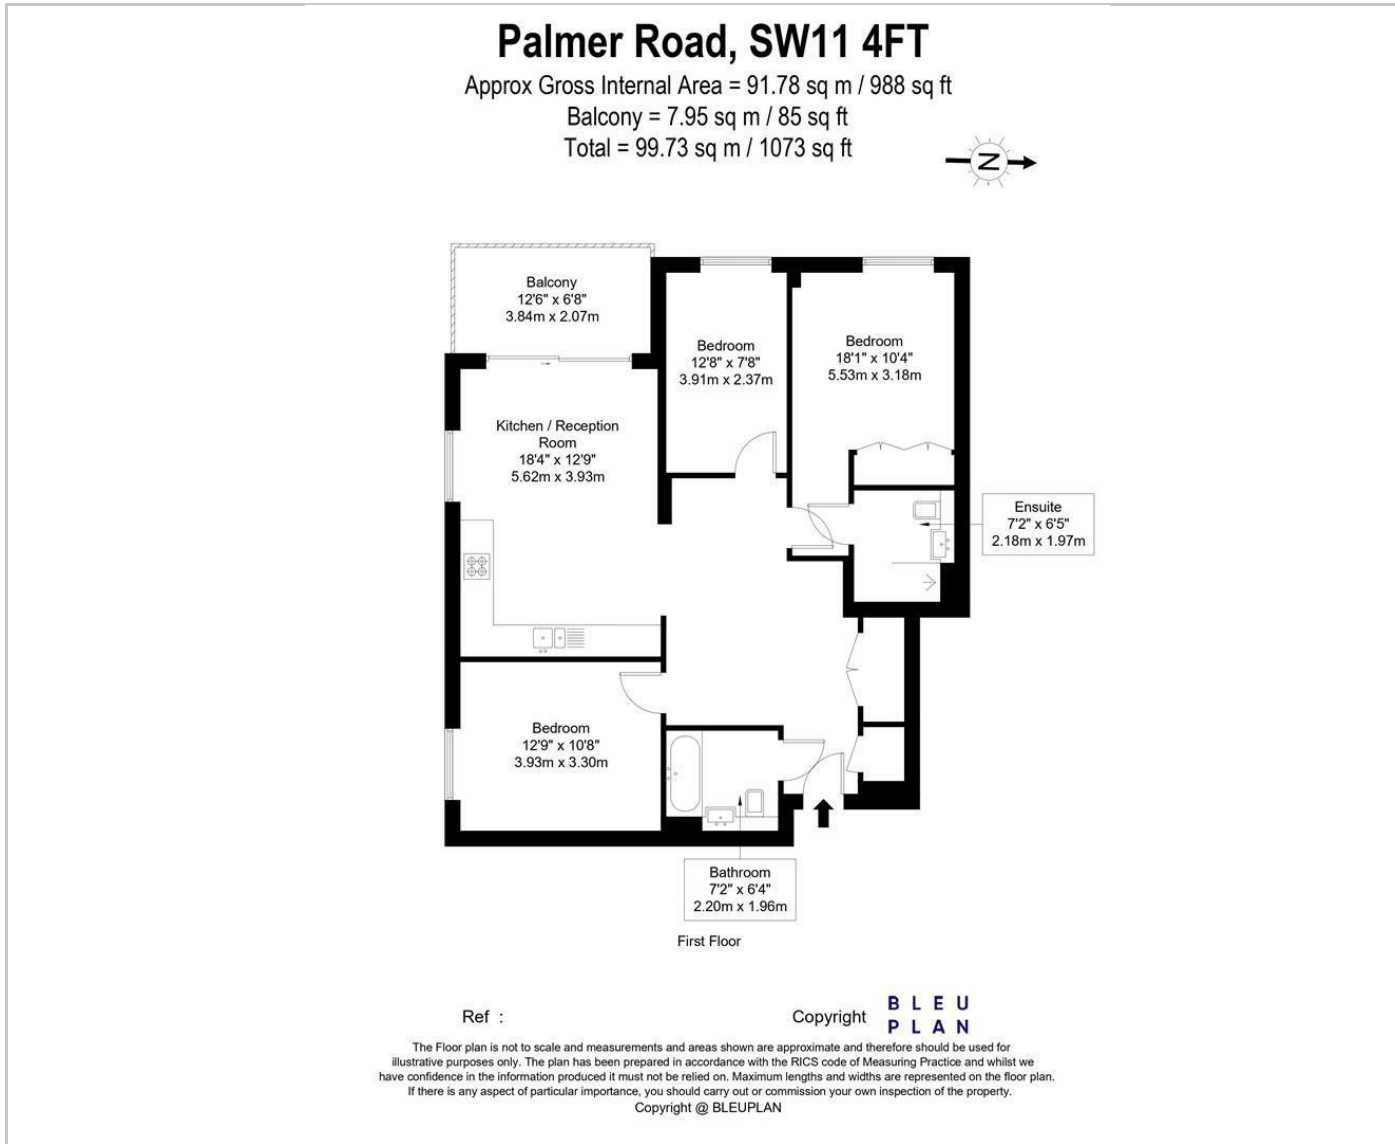 Palmer Road, SW11 4FT
Approx Gross Internal Area = 91.78 sq m / 988 sq ft
Balcony = 7.95 sq m / 85 sq ft
Total = 99.73 sq m / 1073 sq ft
N
Balcony
12'6" x 6'8"
3.84m x 2.07m
Bedroom
12'8" x 7'8"
3.91m x 2.37m
Bedroom
18'1" x 10'4"
5.53m x 3.18m
Kitchen / Reception
Room
18'4" x 12'9"
5.62m x 3.93m
Ensuite
7'2" x 6'5"
2.18m x 1.97m
Bedroom
12'9" x 10'8"
3.93m x 3.30m
Bathroom
7'2" x 6'4"
2.20m x 1.96m
First Floor
Ref :
Copyright
BLEU
PLAN
The Floor plan is not to scale and measurements and areas shown are approximate and therefore should be used for
illustrative purposes only. The plan has been prepared in accordance with the RICS code of Measuring Practice and whilst we
have confidence in the information produced it must not be relied on. Maximum lengths and widths are represented on the floor plan.
If there is any aspect of particular importance, you should carry out or commission your own inspection of the property.
Copyright @ BLEUPLAN